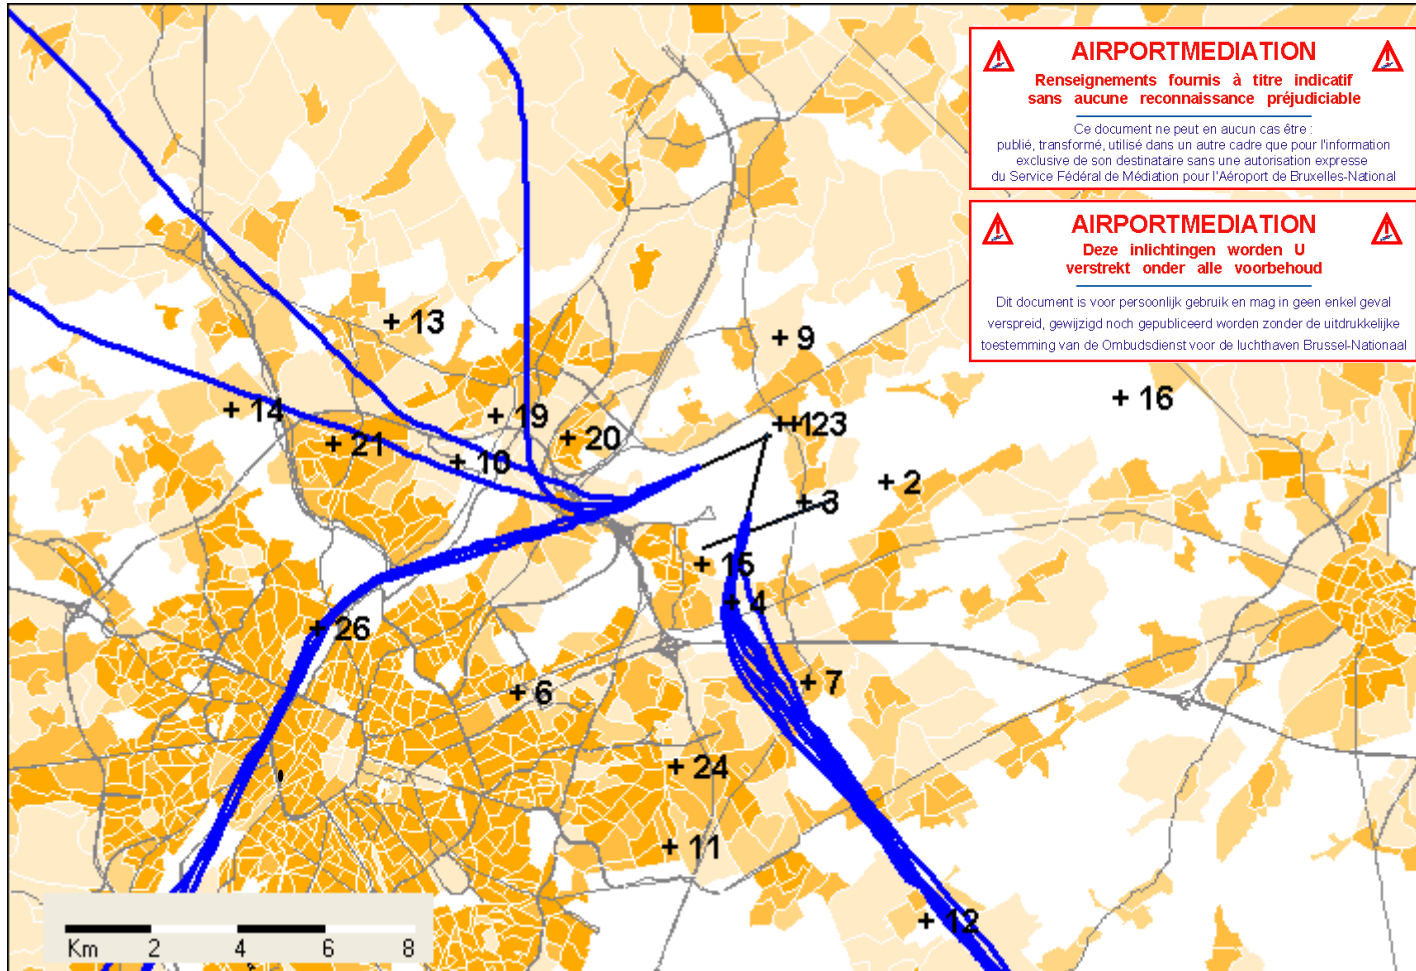 AIRPORTMEDIATION
Renseignements fournis à titre indicatif
sans aucune reconnaissance préjudiciable
Ce document ne peut en aucun cas être :
publié, transformé, utilisé dans un autre cadre que pour l'information
exclusive de son destinataire sans une autorisation expresse
du Service Fédéral de Médiation pour l'Aéroport de Bruxelles-National
AIRPORTMEDIATION
Deze inlichtingen worden U
verstrekt onder alle voorbehoud
Dit document is voor persoonlijk gebruik en mag in geen enkel geval
verspreid, gewijzigd noch gepubliceerd worden zonder de uitdrukkelijke
toestemming van de Ombudsdienst voor de luchthaven Brussel-Nationaal
+ 13
+ 9
+ 14
+ 19
+ 16
+ 21
+ 20
++123
+ 10
+ 2
+ 3
+ 15
+ 4
+ 26
+ 6
+ 7
+ 24
+ 11
+ 12
Km 2 4 6 8